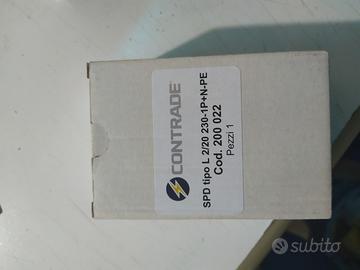 CONTRADE®
SPD tipo L 2/20 230-1P+N-PE
Cod. 200 022
Pezzi 1
subito